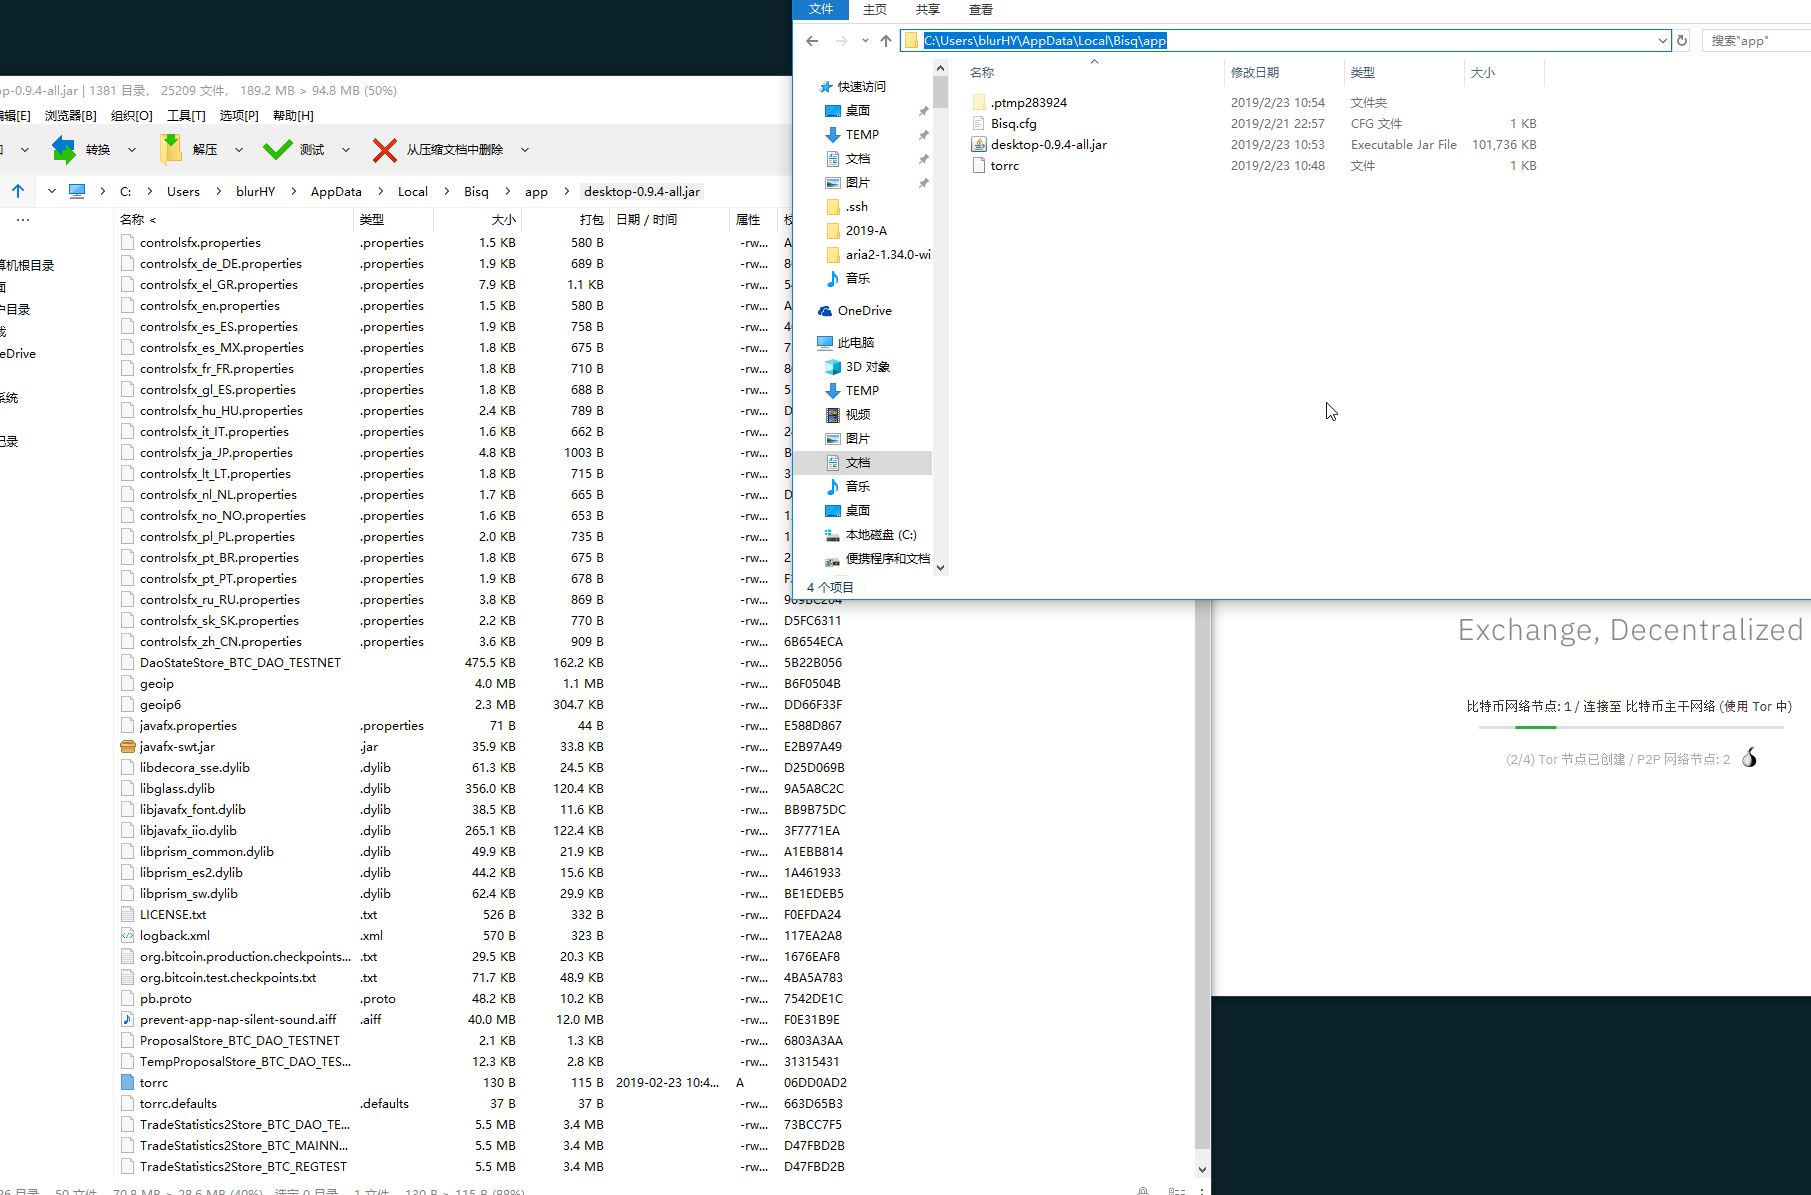 文件 主页 共享 查看
C:\Users\blurHY\AppData\Local\Bisq\app
搜索"app"
名称 修改日期 类型 大小
.ptmp283924 2019/2/23 10:54 文件夹
Bisq.cfg 2019/2/21 22:57 CFG 文件 1 KB
desktop-0.9.4-all.jar 2019/2/23 10:53 Executable Jar File 101,736 KB
torrc 2019/2/23 10:48 文件 1 KB
快速访问
桌面
TEMP
文档
图片
.ssh
2019-A
aria2-1.34.0-wi
音乐
OneDrive
此电脑
3D 对象
TEMP
视频
图片
文档
音乐
桌面
本地磁盘 (C:)
便携程序和文档
4 个项目
op-0.9.4-all.jar | 1381 目录， 25209 文件， 189.2 MB > 94.8 MB (50%)
编辑[E] 浏览器[B] 组织[O] 工具[T] 选项[P] 帮助[H]
转换 解压 测试 从压缩文档中删除
C: > Users > blurHY > AppData > Local > Bisq > app > desktop-0.9.4-all.jar
...
算机根目录
面
户目录
载
eDrive
系统
记录
名称 < 类型 大小 打包 日期 / 时间 属性
controlsfx.properties .properties 1.5 KB 580 B -rw... A
controlsfx_de_DE.properties .properties 1.9 KB 689 B -rw... 8
controlsfx_el_GR.properties .properties 7.9 KB 1.1 KB -rw... 5
controlsfx_en.properties .properties 1.5 KB 580 B -rw... A
controlsfx_es_ES.properties .properties 1.9 KB 758 B -rw... 4
controlsfx_es_MX.properties .properties 1.8 KB 675 B -rw... 7
controlsfx_fr_FR.properties .properties 1.8 KB 710 B -rw... 8
controlsfx_gl_ES.properties .properties 1.8 KB 688 B -rw... 5
controlsfx_hu_HU.properties .properties 2.4 KB 789 B -rw... D
controlsfx_it_IT.properties .properties 1.6 KB 662 B -rw... 2
controlsfx_ja_JP.properties .properties 4.8 KB 1003 B -rw... B
controlsfx_lt_LT.properties .properties 1.8 KB 715 B -rw... 3
controlsfx_nl_NL.properties .properties 1.7 KB 665 B -rw... D
controlsfx_no_NO.properties .properties 1.6 KB 653 B -rw... 1
controlsfx_pl_PL.properties .properties 2.0 KB 735 B -rw... 1
controlsfx_pt_BR.properties .properties 1.8 KB 675 B -rw... 2
controlsfx_pt_PT.properties .properties 1.9 KB 678 B -rw... F
controlsfx_ru_RU.properties .properties 3.8 KB 869 B -rw... 969BC204
controlsfx_sk_SK.properties .properties 2.2 KB 770 B -rw... D5FC6311
controlsfx_zh_CN.properties .properties 3.6 KB 909 B -rw... 6B654ECA
DaoStateStore_BTC_DAO_TESTNET 475.5 KB 162.2 KB -rw... 5B22B056
geoip 4.0 MB 1.1 MB -rw... B6F0504B
geoip6 2.3 MB 304.7 KB -rw... DD66F33F
javafx.properties .properties 71 B 44 B -rw... E588D867
javafx-swt.jar .jar 35.9 KB 33.8 KB -rw... E2B97A49
libdecora_sse.dylib .dylib 61.3 KB 24.5 KB -rw... D25D069B
libglass.dylib .dylib 356.0 KB 120.4 KB -rw... 9A5A8C2C
libjavafx_font.dylib .dylib 38.5 KB 11.6 KB -rw... BB9B75DC
libjavafx_iio.dylib .dylib 265.1 KB 122.4 KB -rw... 3F7771EA
libprism_common.dylib .dylib 49.9 KB 21.9 KB -rw... A1EBB814
libprism_es2.dylib .dylib 44.2 KB 15.6 KB -rw... 1A461933
libprism_sw.dylib .dylib 62.4 KB 29.9 KB -rw... BE1EDEB5
LICENSE.txt .txt 526 B 332 B -rw... F0EFDA24
logback.xml .xml 570 B 323 B -rw... 117EA2A8
org.bitcoin.production.checkpoints... .txt 29.5 KB 20.3 KB -rw... 1676EAF8
org.bitcoin.test.checkpoints.txt .txt 71.7 KB 48.9 KB -rw... 4BA5A783
pb.proto .proto 48.2 KB 10.2 KB -rw... 7542DE1C
prevent-app-nap-silent-sound.aiff .aiff 40.0 MB 12.0 MB -rw... F0E31B9E
ProposalStore_BTC_DAO_TESTNET 2.1 KB 1.3 KB -rw... 6803A3AA
TempProposalStore_BTC_DAO_TES... 12.3 KB 2.8 KB -rw... 31315431
torrc 130 B 115 B 2019-02-23 10:4... A 06DD0AD2
torrc.defaults .defaults 37 B 37 B -rw... 663D65B3
TradeStatistics2Store_BTC_DAO_TE... 5.5 MB 3.4 MB -rw... 73BCC7F5
TradeStatistics2Store_BTC_MAINN... 5.5 MB 3.4 MB -rw... D47FBD2B
TradeStatistics2Store_BTC_REGTEST 5.5 MB 3.4 MB -rw... D47FBD2B
26 目录， 50 文件， 70.8 MB > 28.6 MB (40%) 选定 0 目录， 1 文件， 130 B > 115 B (88%)
Exchange, Decentralized
比特币网络节点: 1 / 连接至 比特币主干网络 (使用 Tor 中)
(2/4) Tor 节点已创建 / P2P 网络节点: 2